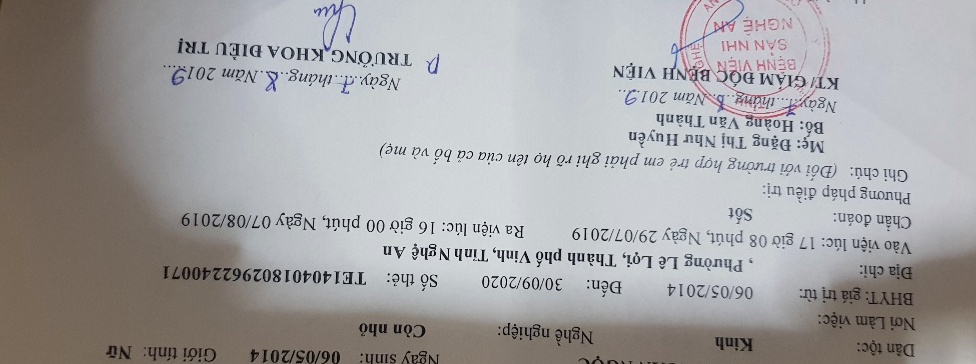 Ngày sinh: 06/05/2014 Giới tính: Nữ
Dân tộc: Kinh Nghề nghiệp: Còn nhỏ
Nơi Làm việc:
BHYT: giá trị từ: 06/05/2014 Đến: 30/09/2020 Số thẻ: TE1404018029622240071
Địa chỉ: , Phường Lê Lợi, Thành phố Vinh, Tỉnh Nghệ An
Vào viện lúc: 17 giờ 08 phút, Ngày 29/07/2019 Ra viện lúc: 16 giờ 00 phút, Ngày 07/08/2019
Chẩn đoán: Sốt
Phương pháp điều trị:
Ghi chú: (Đối với trường hợp trẻ em phải ghi rõ họ tên của cả bố và mẹ)
Mẹ: Đặng Thị Như Huyền
Bố: Hoàng Văn Thành
Ngày 7 tháng 8 Năm 2019
KT/ GIÁM ĐỐC BỆNH VIỆN
Ngày 7 tháng 8 Năm 2019
TRƯỞNG KHOA ĐIỀU TRỊ
BỆNH VIỆN
SẢN NHI
NGHỆ AN